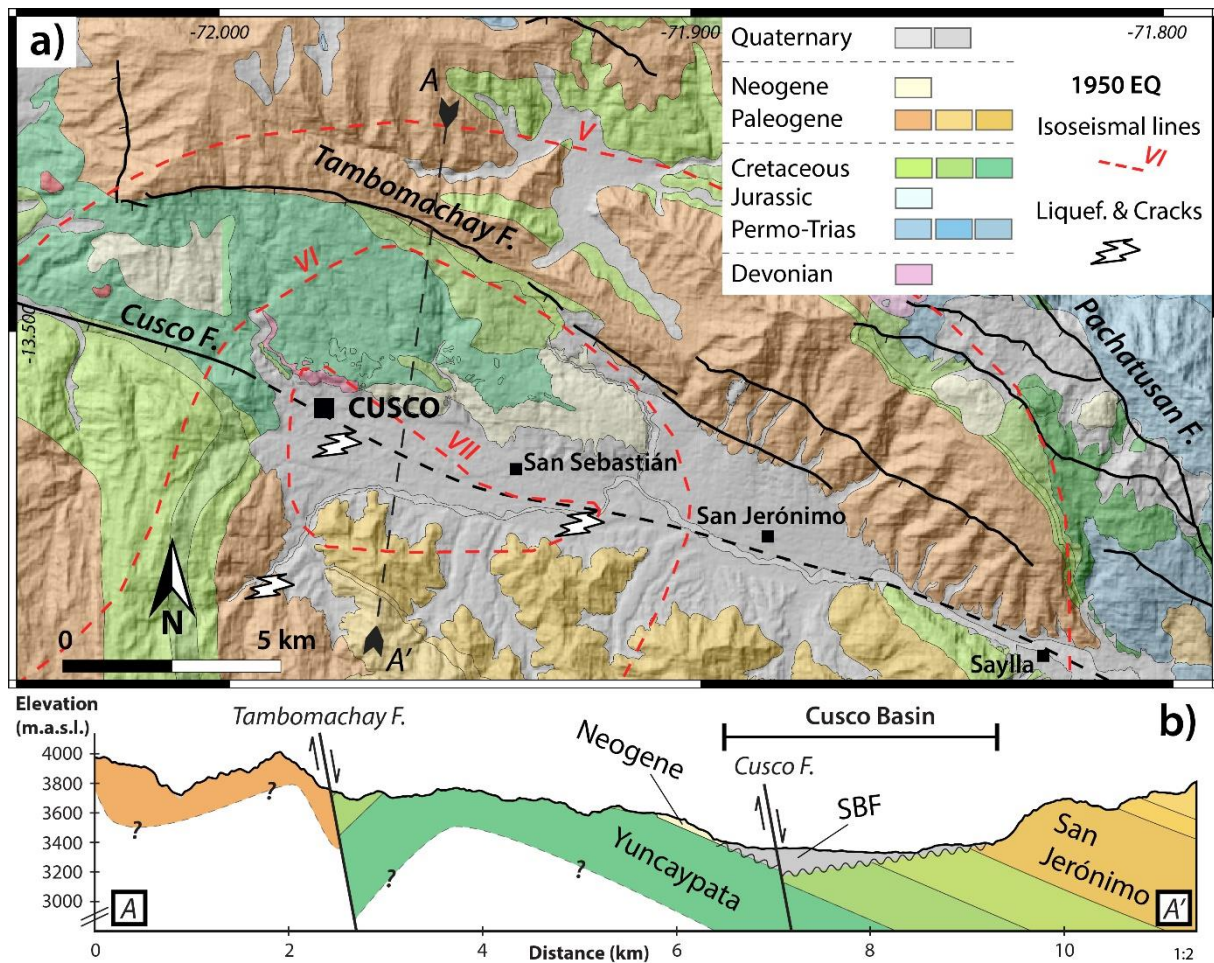 a)
-72.000
-71.900
-71.800
-13.500
Quaternary
Neogene
Paleogene
Cretaceous
Jurassic
Permo-Trias
Devonian
1950 EQ
Isoseismal lines
VI
Liquef. & Cracks
A
V
Tambomachay F.
VI
Cusco F.
Pachatusan F.
CUSCO
VII
San Sebastián
San Jerónimo
N
0
5 km
A'
Saylla
b)
Elevation
(m.a.s.l.)
Tambomachay F.
Cusco Basin
Neogene
Cusco F.
SBF
4000
3800
3600
3400
3200
3000
?
?
?
?
Yuncaypata
San
Jerónimo
A
A'
0
2
4
6
8
10
Distance (km)
1:2